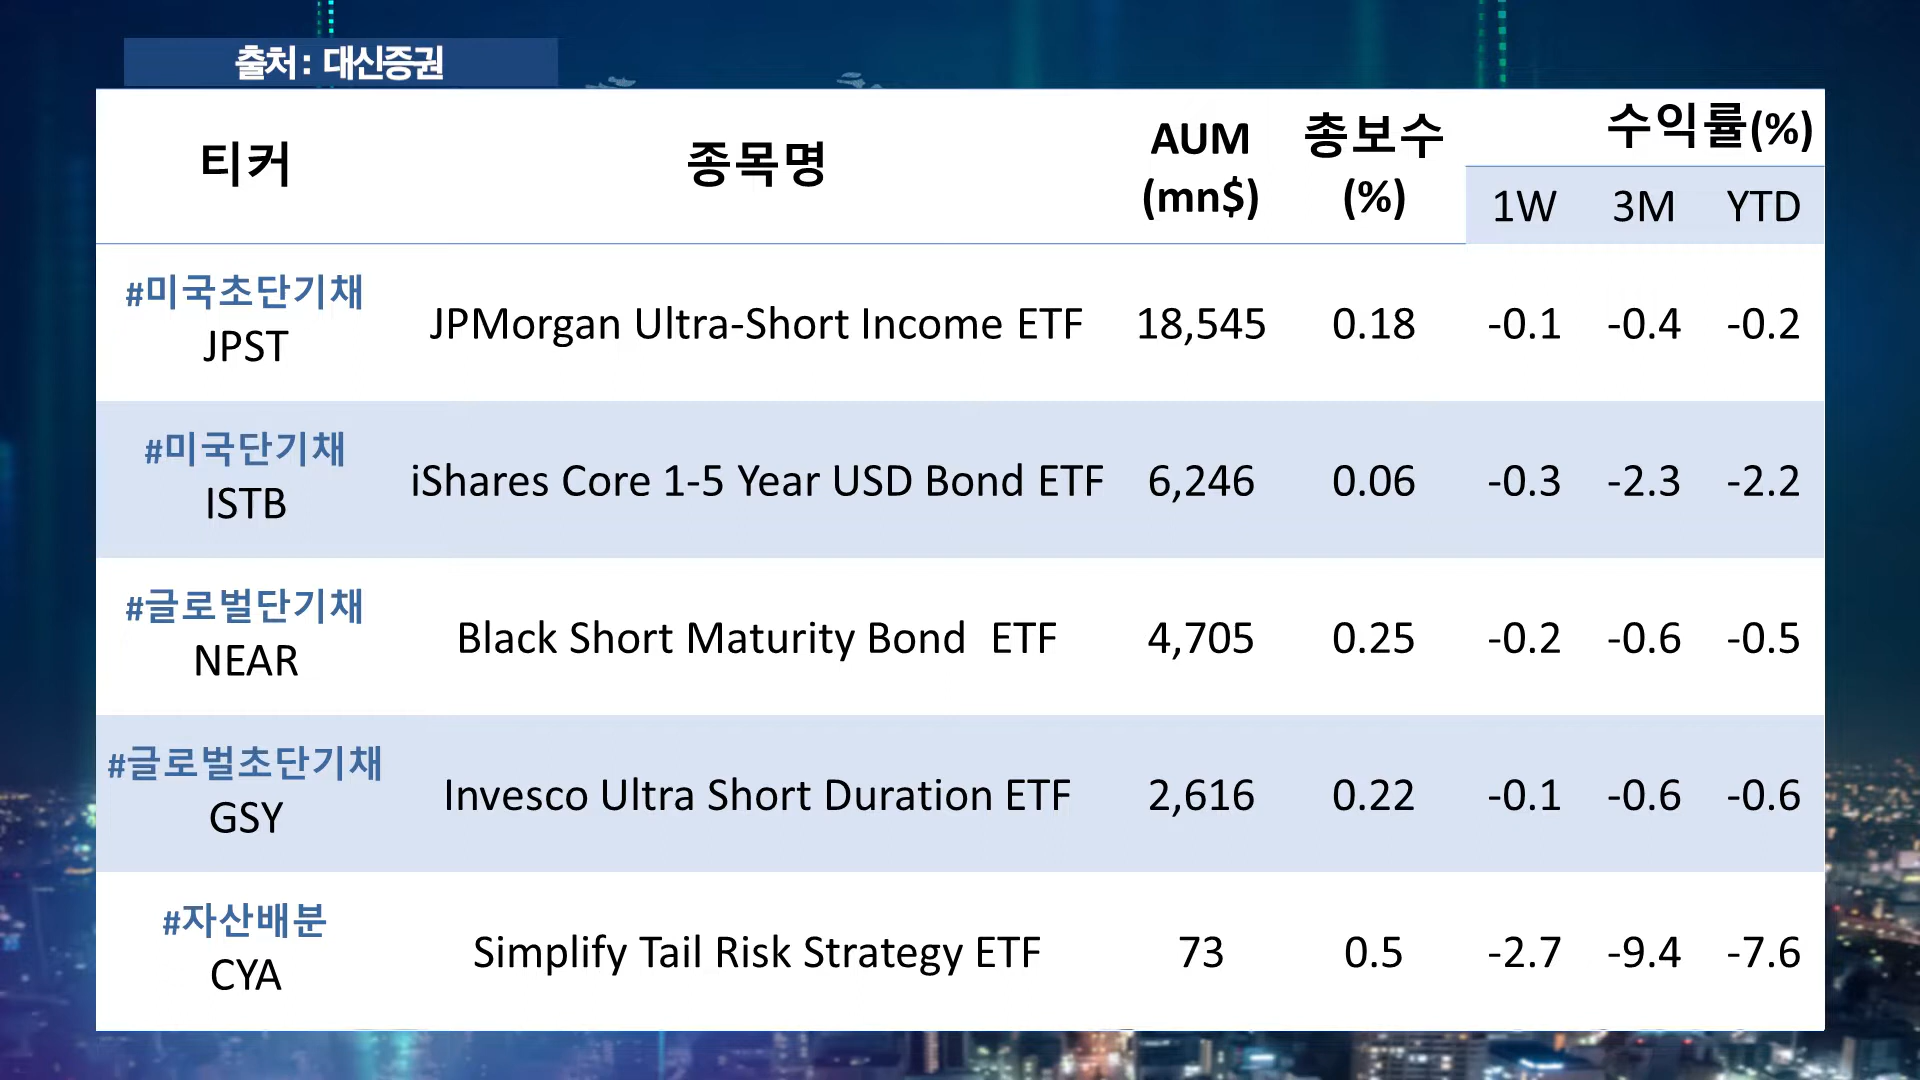 출처 : 대신증권
티커 종목명 AUM (mn$) 총보수 (%) 수익률(%)
1W 3M YTD
#미국초단기채
JPST JPMorgan Ultra-Short Income ETF 18,545 0.18 -0.1 -0.4 -0.2
#미국단기채
ISTB iShares Core 1-5 Year USD Bond ETF 6,246 0.06 -0.3 -2.3 -2.2
#글로벌단기채
NEAR Black Short Maturity Bond  ETF 4,705 0.25 -0.2 -0.6 -0.5
#글로벌초단기채
GSY Invesco Ultra Short Duration ETF 2,616 0.22 -0.1 -0.6 -0.6
#자산배분
CYA Simplify Tail Risk Strategy ETF 73 0.5 -2.7 -9.4 -7.6